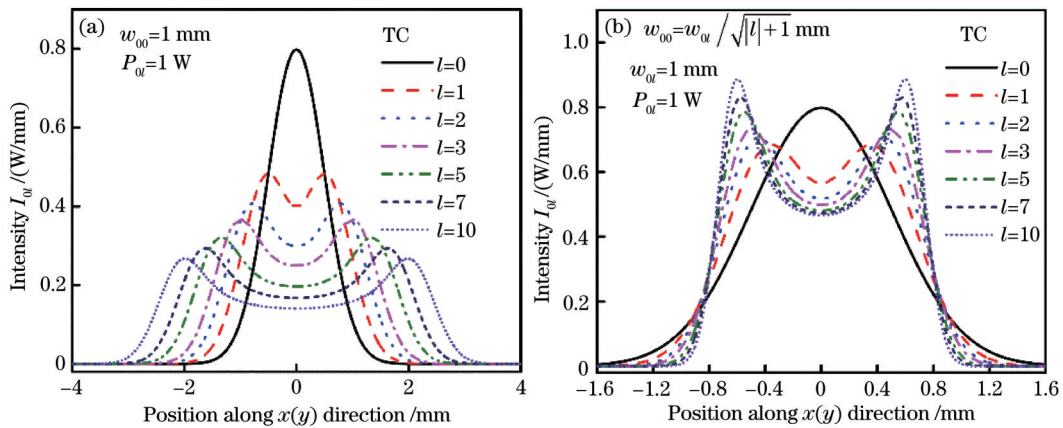 (a)
w₀₀=1 mm
P₀ₗ=1 W
TC
l=0
l=1
l=2
l=3
l=5
l=7
l=10
Intensity I₀ₗ /(W/mm)
0.8
0.6
0.4
0.2
0
−4
−2
0
2
4
Position along x(y) direction /mm
(b)
w₀₀=w₀ₗ/√|l|+1 mm
w₀ₗ=1 mm
P₀ₗ=1 W
TC
l=0
l=1
l=2
l=3
l=5
l=7
l=10
Intensity I₀ₗ/(W/mm)
1.0
0.8
0.6
0.4
0.2
0
−1.6
−1.2
−0.8
−0.4
0
0.4
0.8
1.2
1.6
Position along x(y) direction /mm